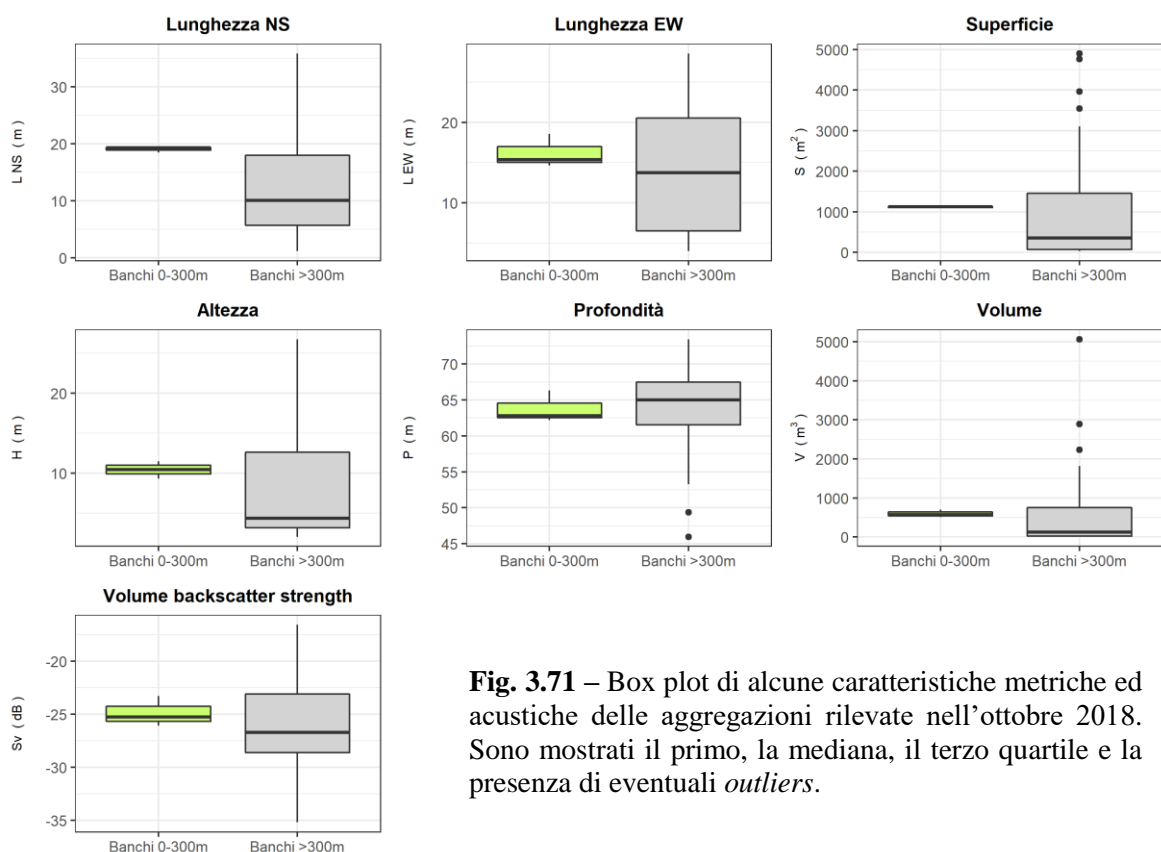 Lunghezza NS
L NS ( m )
30
20
10
0
Banchi 0-300m Banchi >300m
Lunghezza EW
L EW ( m )
20
10
Banchi 0-300m Banchi >300m
Superficie
S ( m² )
5000
4000
3000
2000
1000
0
Banchi 0-300m Banchi >300m
Altezza
H ( m )
20
10
Banchi 0-300m Banchi >300m
Profondità
P ( m )
70
65
60
55
50
45
Banchi 0-300m Banchi >300m
Volume
V ( m³ )
5000
4000
3000
2000
1000
0
Banchi 0-300m Banchi >300m
Volume backscatter strength
Sv ( dB )
-20
-25
-30
-35
Banchi 0-300m Banchi >300m
Fig. 3.71 – Box plot di alcune caratteristiche metriche ed
acustiche delle aggregazioni rilevate nell’ottobre 2018.
Sono mostrati il primo, la mediana, il terzo quartile e la
presenza di eventuali outliers.